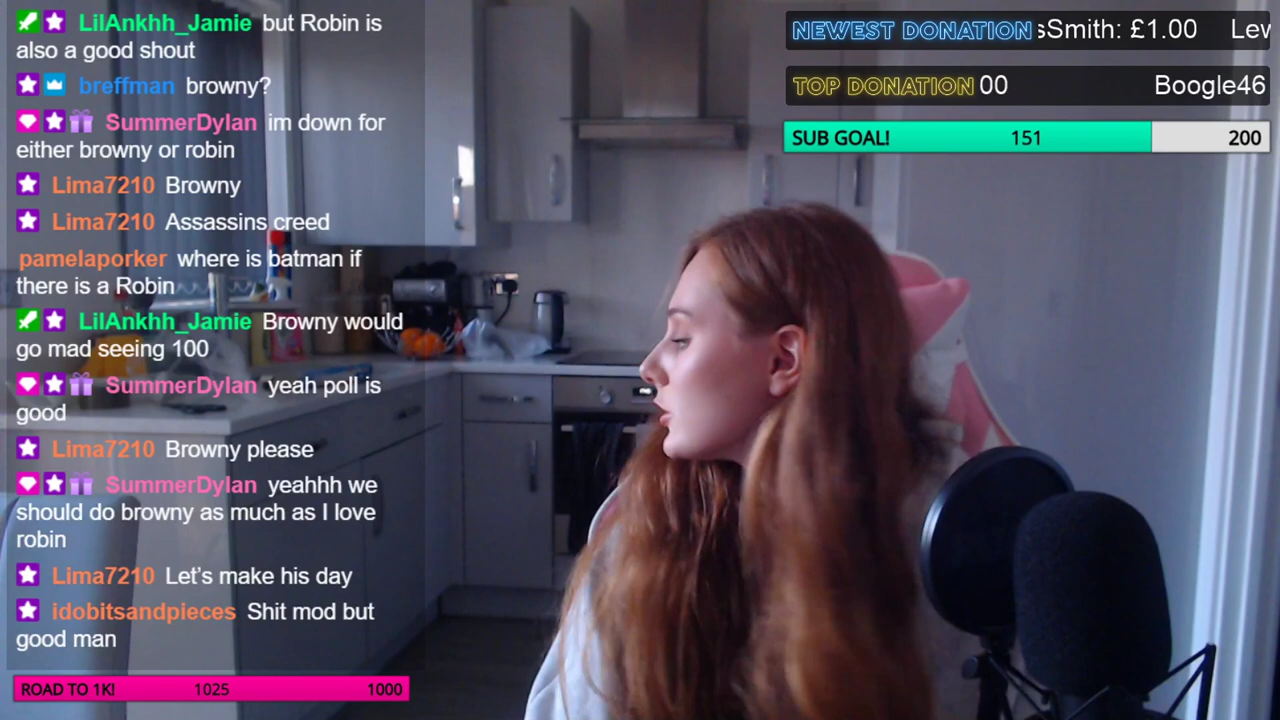 LilAnkhh_Jamie but Robin is
also a good shout
breffman browny?
SummerDylan im down for
either browny or robin
Lima7210 Browny
Lima7210 Assassins creed
pamelaporker where is batman if
there is a Robin
LilAnkhh_Jamie Browny would
go mad seeing 100
SummerDylan yeah poll is
good
Lima7210 Browny please
SummerDylan yeahhh we
should do browny as much as I love
robin
Lima7210 Let’s make his day
idobitsandpieces Shit mod but
good man
ROAD TO 1K! 1025 1000
NEWEST DONATION sSmith: £1.00 Lev
TOP DONATION 00 Boogle46
SUB GOAL! 151 200